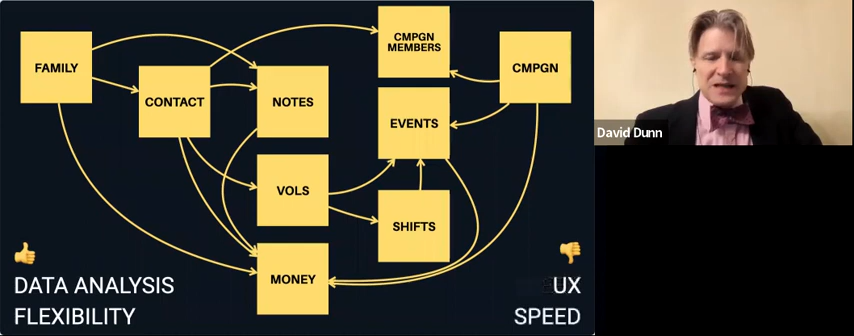 FAMILY
CONTACT
NOTES
VOLS
MONEY
CMPGN
MEMBERS
EVENTS
SHIFTS
CMPGN
DATA ANALYSIS
FLEXIBILITY
UX
SPEED
David Dunn